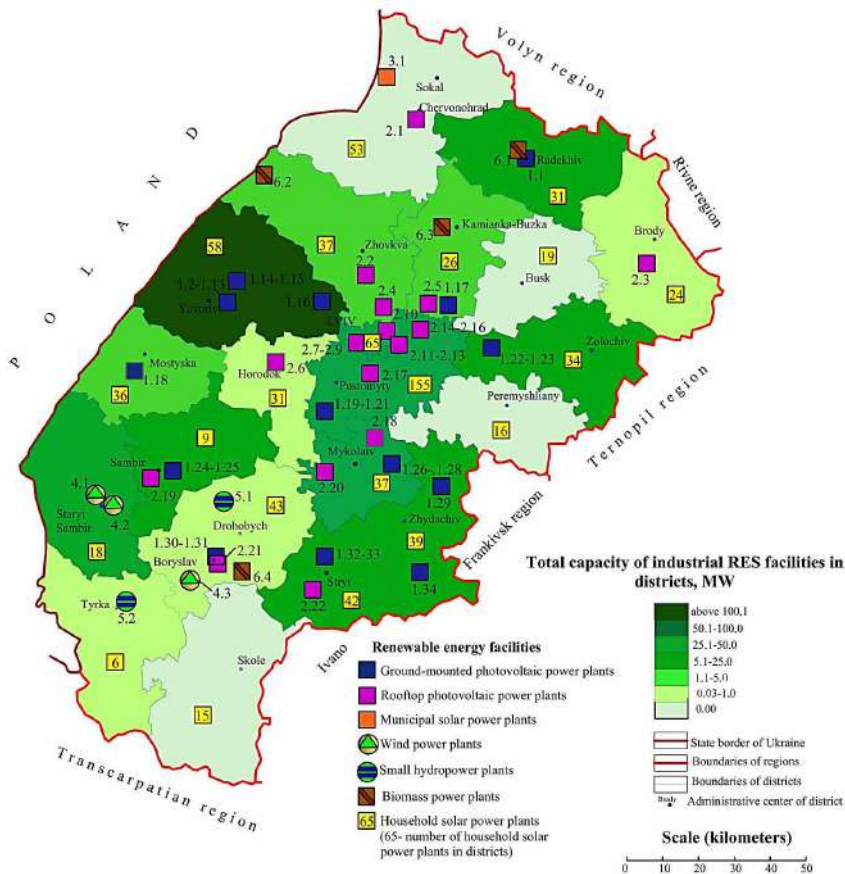 Volyn region
3.1
Sokal
Chervonohrad
2.1
53
6.1
Radekhiv
1.1
31
Rivne region
POLAND
6.2
58
37
Zhovkva
2.2
6.3
Kamianka-Buzka
26
19
Busk
Brody
2.3
24
1.2-1.13
1.14-1.15
Yavoriv
1.16
2.4
2.5
1.17
2.10
LVIV
2.14-2.16
2.7-2.9
65
2.11-2.13
1.22-1.23
Zolochiv
34
Mostyska
1.18
36
Horodok
2.6
31
Pustomyty
2.17
155
1.19-1.21
Peremyshliany
16
Ternopil region
9
Sambir
1.24-1.25
2.19
2.18
Mykolaiv
2.20
37
1.26-.1.28
1.29
4.1
4.2
Staryi
Sambir
18
5.1
43
Drohobych
Zbydachiv
39
Frankivsk region
1.30-1.31
2.21
Boryslav
6.4
4.3
1.32-33
Stryi
2.22
42
1.34
Tyrka
5.2
6
Skole
15
Ivano
Transcarpatian region
Total capacity of industrial RES facilities in
districts, MW
above 100.1
50.1-100.0
25.1-50.0
5.1-25.0
1.1-5.0
0.03-1.0
0.00
State border of Ukraine
Boundaries of regions
Boundaries of districts
Brody
Administrative center of district
Scale (kilometers)
0 10 20 30 40 50
Renewable energy facilities
Ground-mounted photovoltaic power plants
Rooftop photovoltaic power plants
Municipal solar power plants
Wind power plants
Small hydropower plants
Biomass power plants
65
Household solar power plants
(65- number of household solar
power plants in districts)